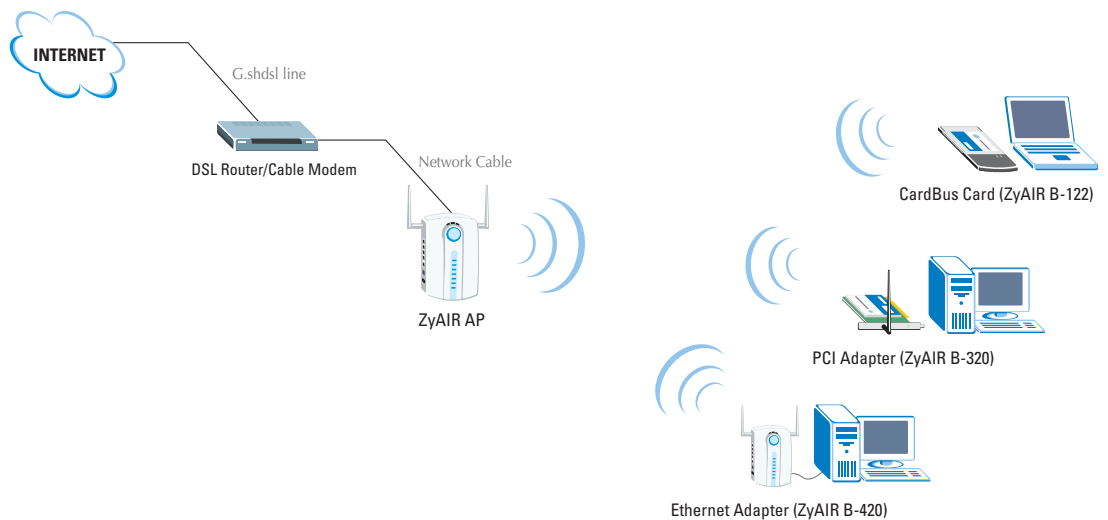 INTERNET
G.shdsl line
DSL Router/Cable Modem
Network Cable
ZyAIR AP
CardBus Card (ZyAIR B-122)
PCI Adapter (ZyAIR B-320)
Ethernet Adapter (ZyAIR B-420)